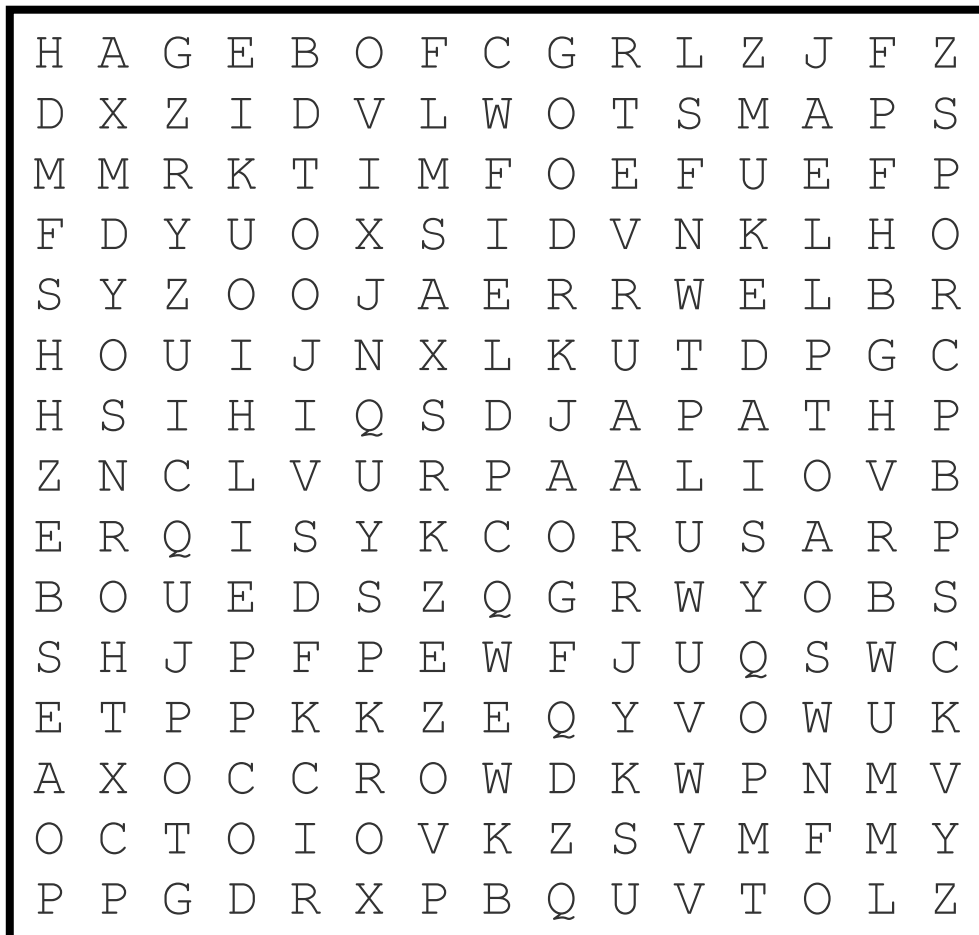 H A G E B O F C G R L Z J F Z
D X Z I D V L W O T S M A P S
M M R K T I M F O E F U E F P
F D Y U O X S I D V N K L H O
S Y Z O O J A E R R W E L B R
H O U I J N X L K U T D P G C
H S I H I Q S D J A P A T H P
Z N C L V U R P A A L I O V B
E R Q I S Y K C O R U S A R P
B O U E D S Z Q G R W Y O B S
S H J P F P E W F J U Q S W C
E T P P K K Z E Q Y V O W U K
A X O C C R O W D K W P N M V
O C T O I O V K Z S V M F M Y
P P G D R X P B Q U V T O L Z